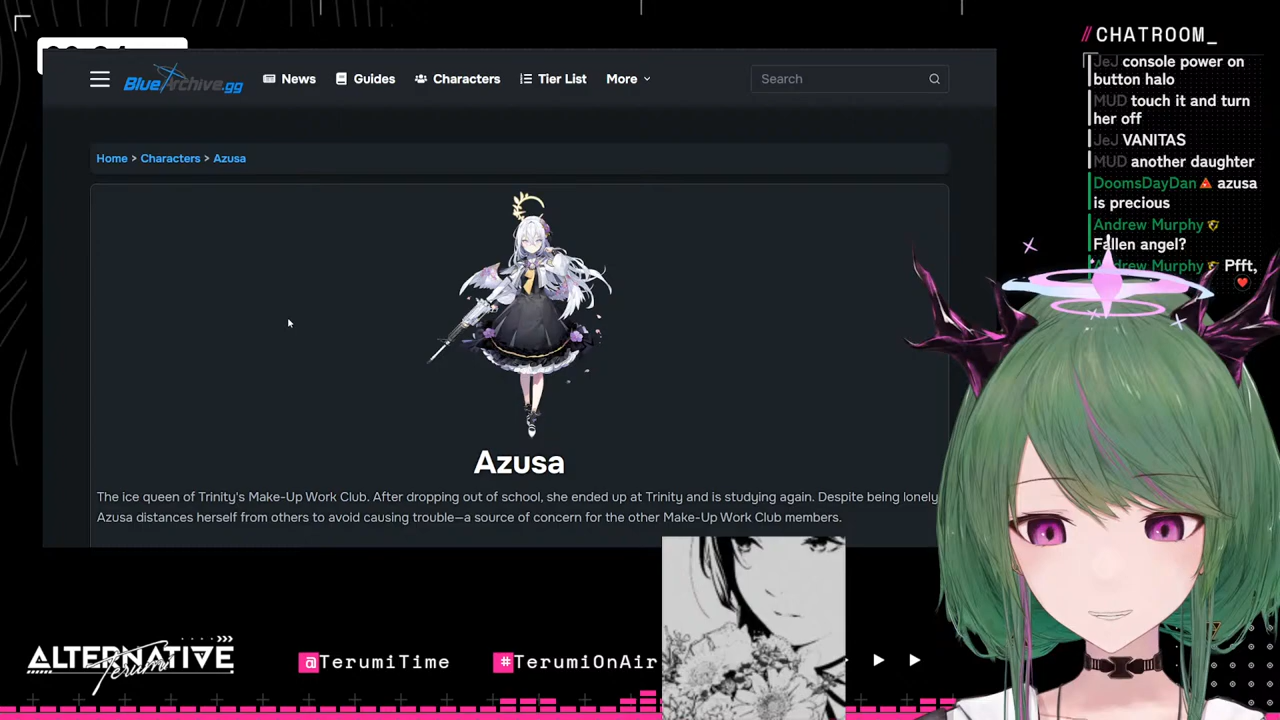 //CHATROOM_
JeJ console power on
button halo
MUD touch it and turn
her off
JeJ VANITAS
MUD another daughter
DoomsDayDan azusa
is precious
Andrew Murphy
Fallen angel?
Andrew Murphy Pfft,
BlueArchive.gg
News
Guides
Characters
Tier List
More
Search
Home > Characters > Azusa
Azusa
The ice queen of Trinity's Make-Up Work Club. After dropping out of school, she ended up at Trinity and is studying again. Despite being lonely
Azusa distances herself from others to avoid causing trouble—a source of concern for the other Make-Up Work Club members.
ALTERNATIVE
Terumi
@TerumiTime
#TerumiOnAir